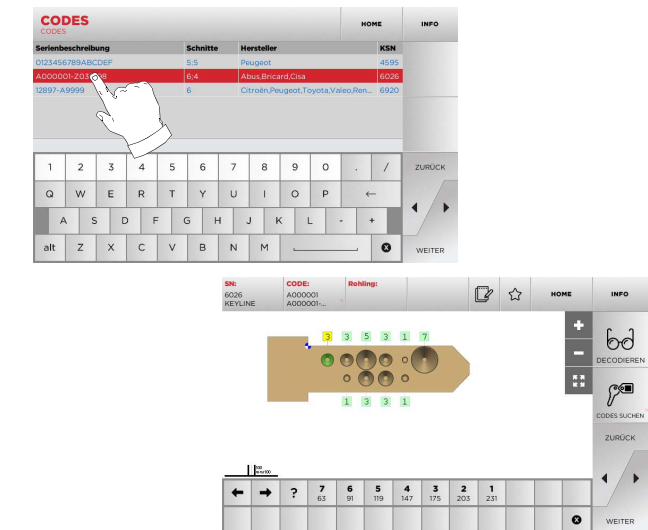 CODES
CODES
HOME
INFO
Serienbeschreibung Schnitte Hersteller KSN
0123456789ABCDEF 5;5 Peugeot 4595
A000001-Z03 98 6;4 Abus,Bricard,Cisa 6026
12897-A9999 6 Citroën,Peugeot,Toyota,Valeo,Ren... 6920
1 2 3 4 5 6 7 8 9 0 . /
ZURÜCK
Q W E R T Y U I O P ←
A S D F G H J K L - +
alt Z X C V B N M
WEITER
SN: CODE: Rohling:
6026 A000001
KEYLINE A000001-...
HOME
INFO
3 3 5 3 1 7
1 3 3 1
+
−
DECODIEREN
CODES SUCHEN
ZURÜCK
← → ? 7 6 5 4 3 2 1
63 91 119 147 175 203 231
WEITER